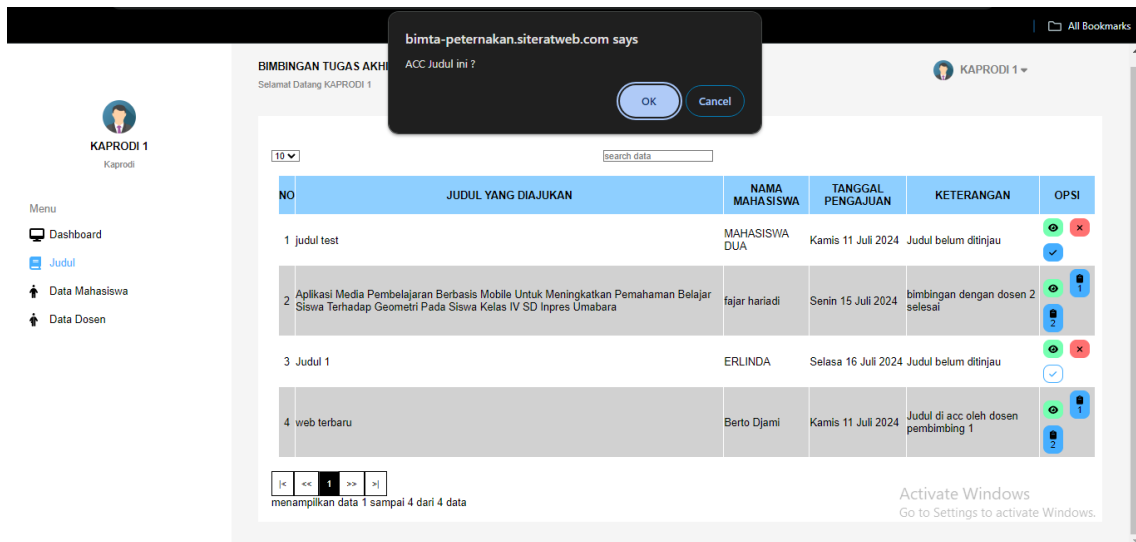 All Bookmarks
bimta-peternakan.siteratweb.com says
ACC Judul ini ?
OK
Cancel
BIMBINGAN TUGAS AKHI
Selamat Datang KAPRODI 1
KAPRODI 1
KAPRODI 1
Kaprodi
Menu
Dashboard
Judul
Data Mahasiswa
Data Dosen
10
search data
NO JUDUL YANG DIAJUKAN NAMA MAHASISWA TANGGAL PENGAJUAN KETERANGAN OPSI
1 judul test MAHASISWA DUA Kamis 11 Juli 2024 Judul belum ditinjau
2 Aplikasi Media Pembelajaran Berbasis Mobile Untuk Meningkatkan Pemahaman Belajar
Siswa Terhadap Geometri Pada Siswa Kelas IV SD Inpres Umabara fajar hariadi Senin 15 Juli 2024 bimbingan dengan dosen 2 selesai 1
2
3 Judul 1 ERLINDA Selasa 16 Juli 2024 Judul belum ditinjau
4 web terbaru Berto Djami Kamis 11 Juli 2024 Judul di acc oleh dosen pembimbing 1 1
2
|< << 1 >> >|
menampilkan data 1 sampai 4 dari 4 data
Activate Windows
Go to Settings to activate Windows.